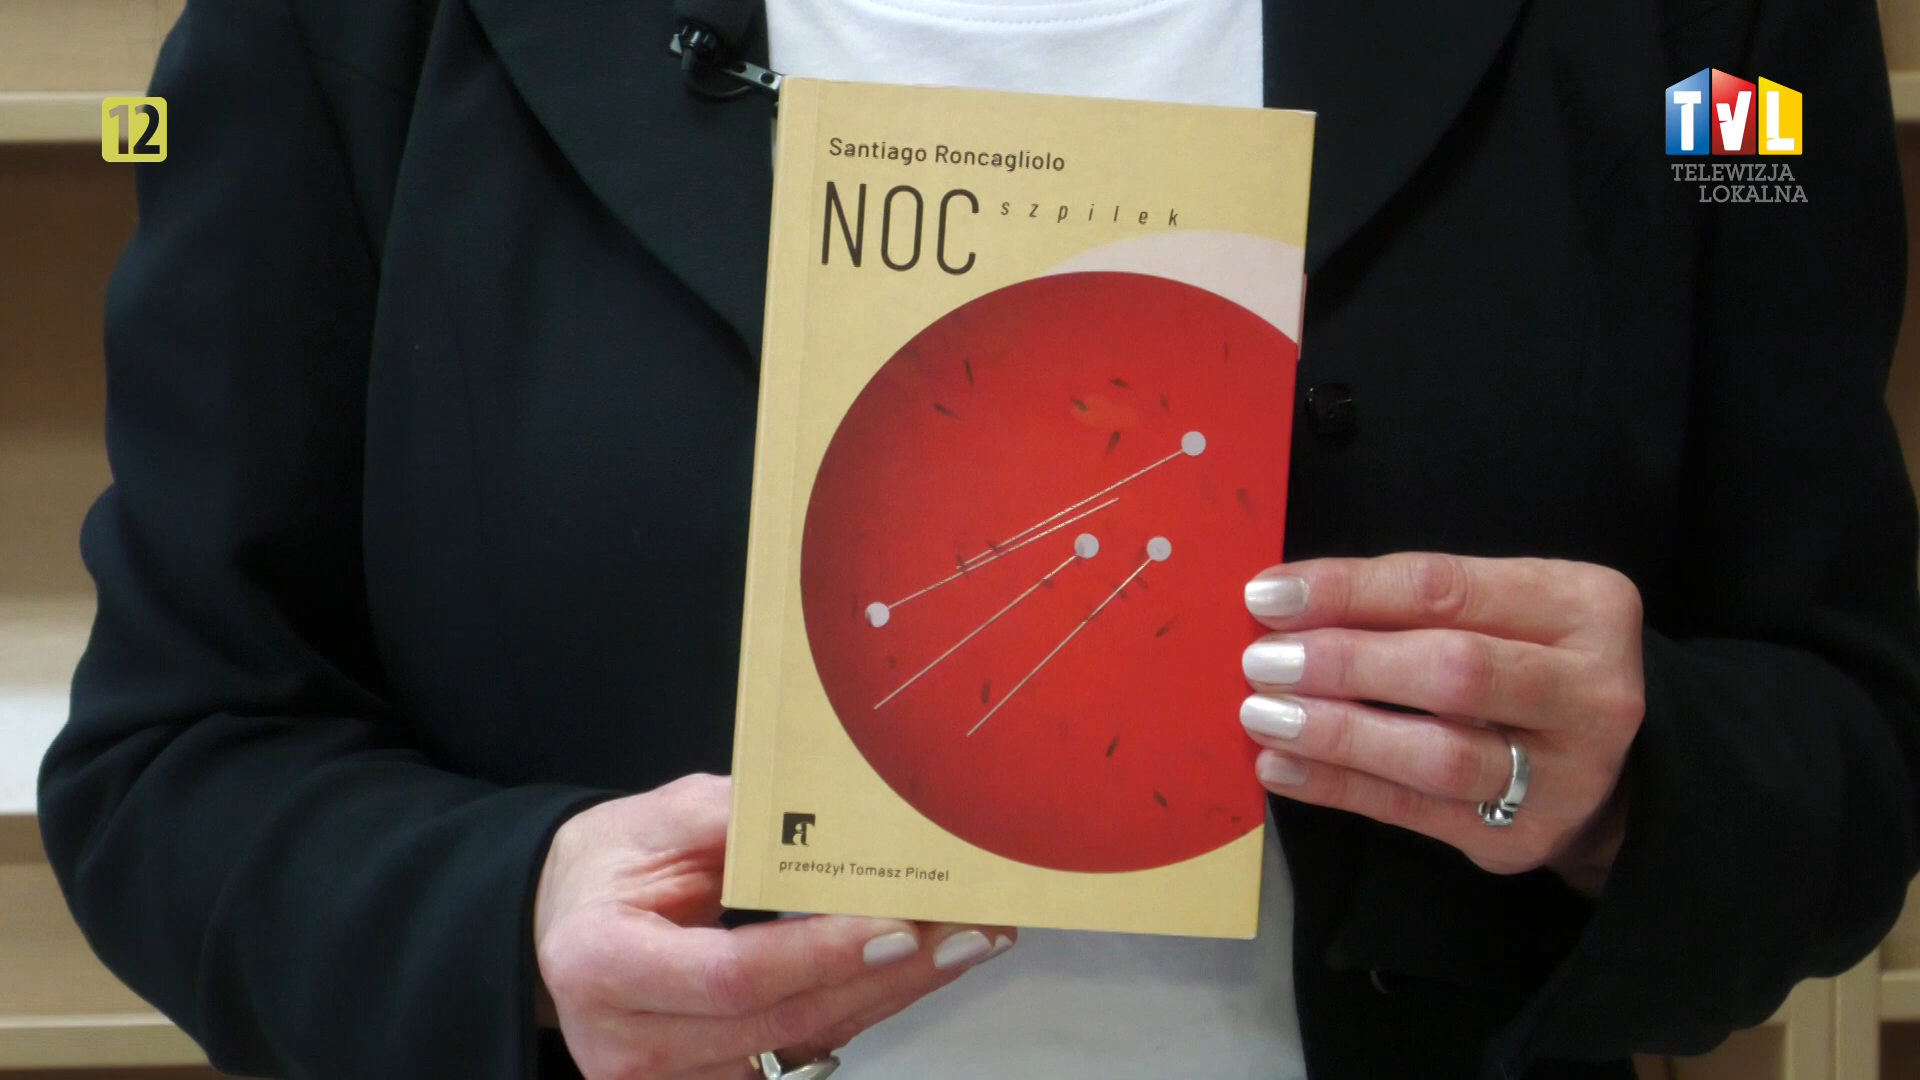 12
TVL
TELEWIZJA
LOKALNA
Santiago Roncagliolo
NOC szpilek
a
przełożył Tomasz Pindel